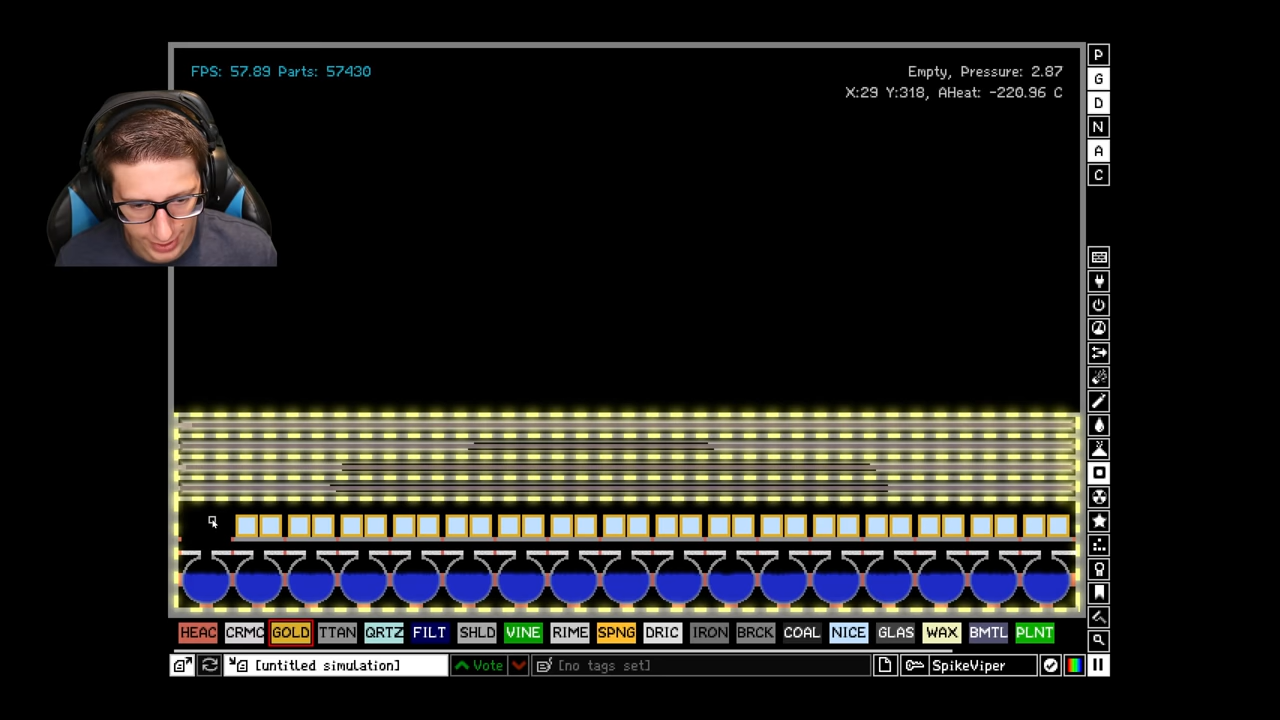 FPS: 57.89 Parts: 57430
Empty, Pressure: 2.87
X:29 Y:318, AHeat: -220.96 C
P
G
D
N
A
C
HEAC CRMC GOLD TTAN QRTZ FILT SHLD VINE RIME SPNG DRIC IRON BRCK COAL NICE GLAS WAX BMTL PLNT
[untitled simulation] Vote [no tags set] SpikeViper